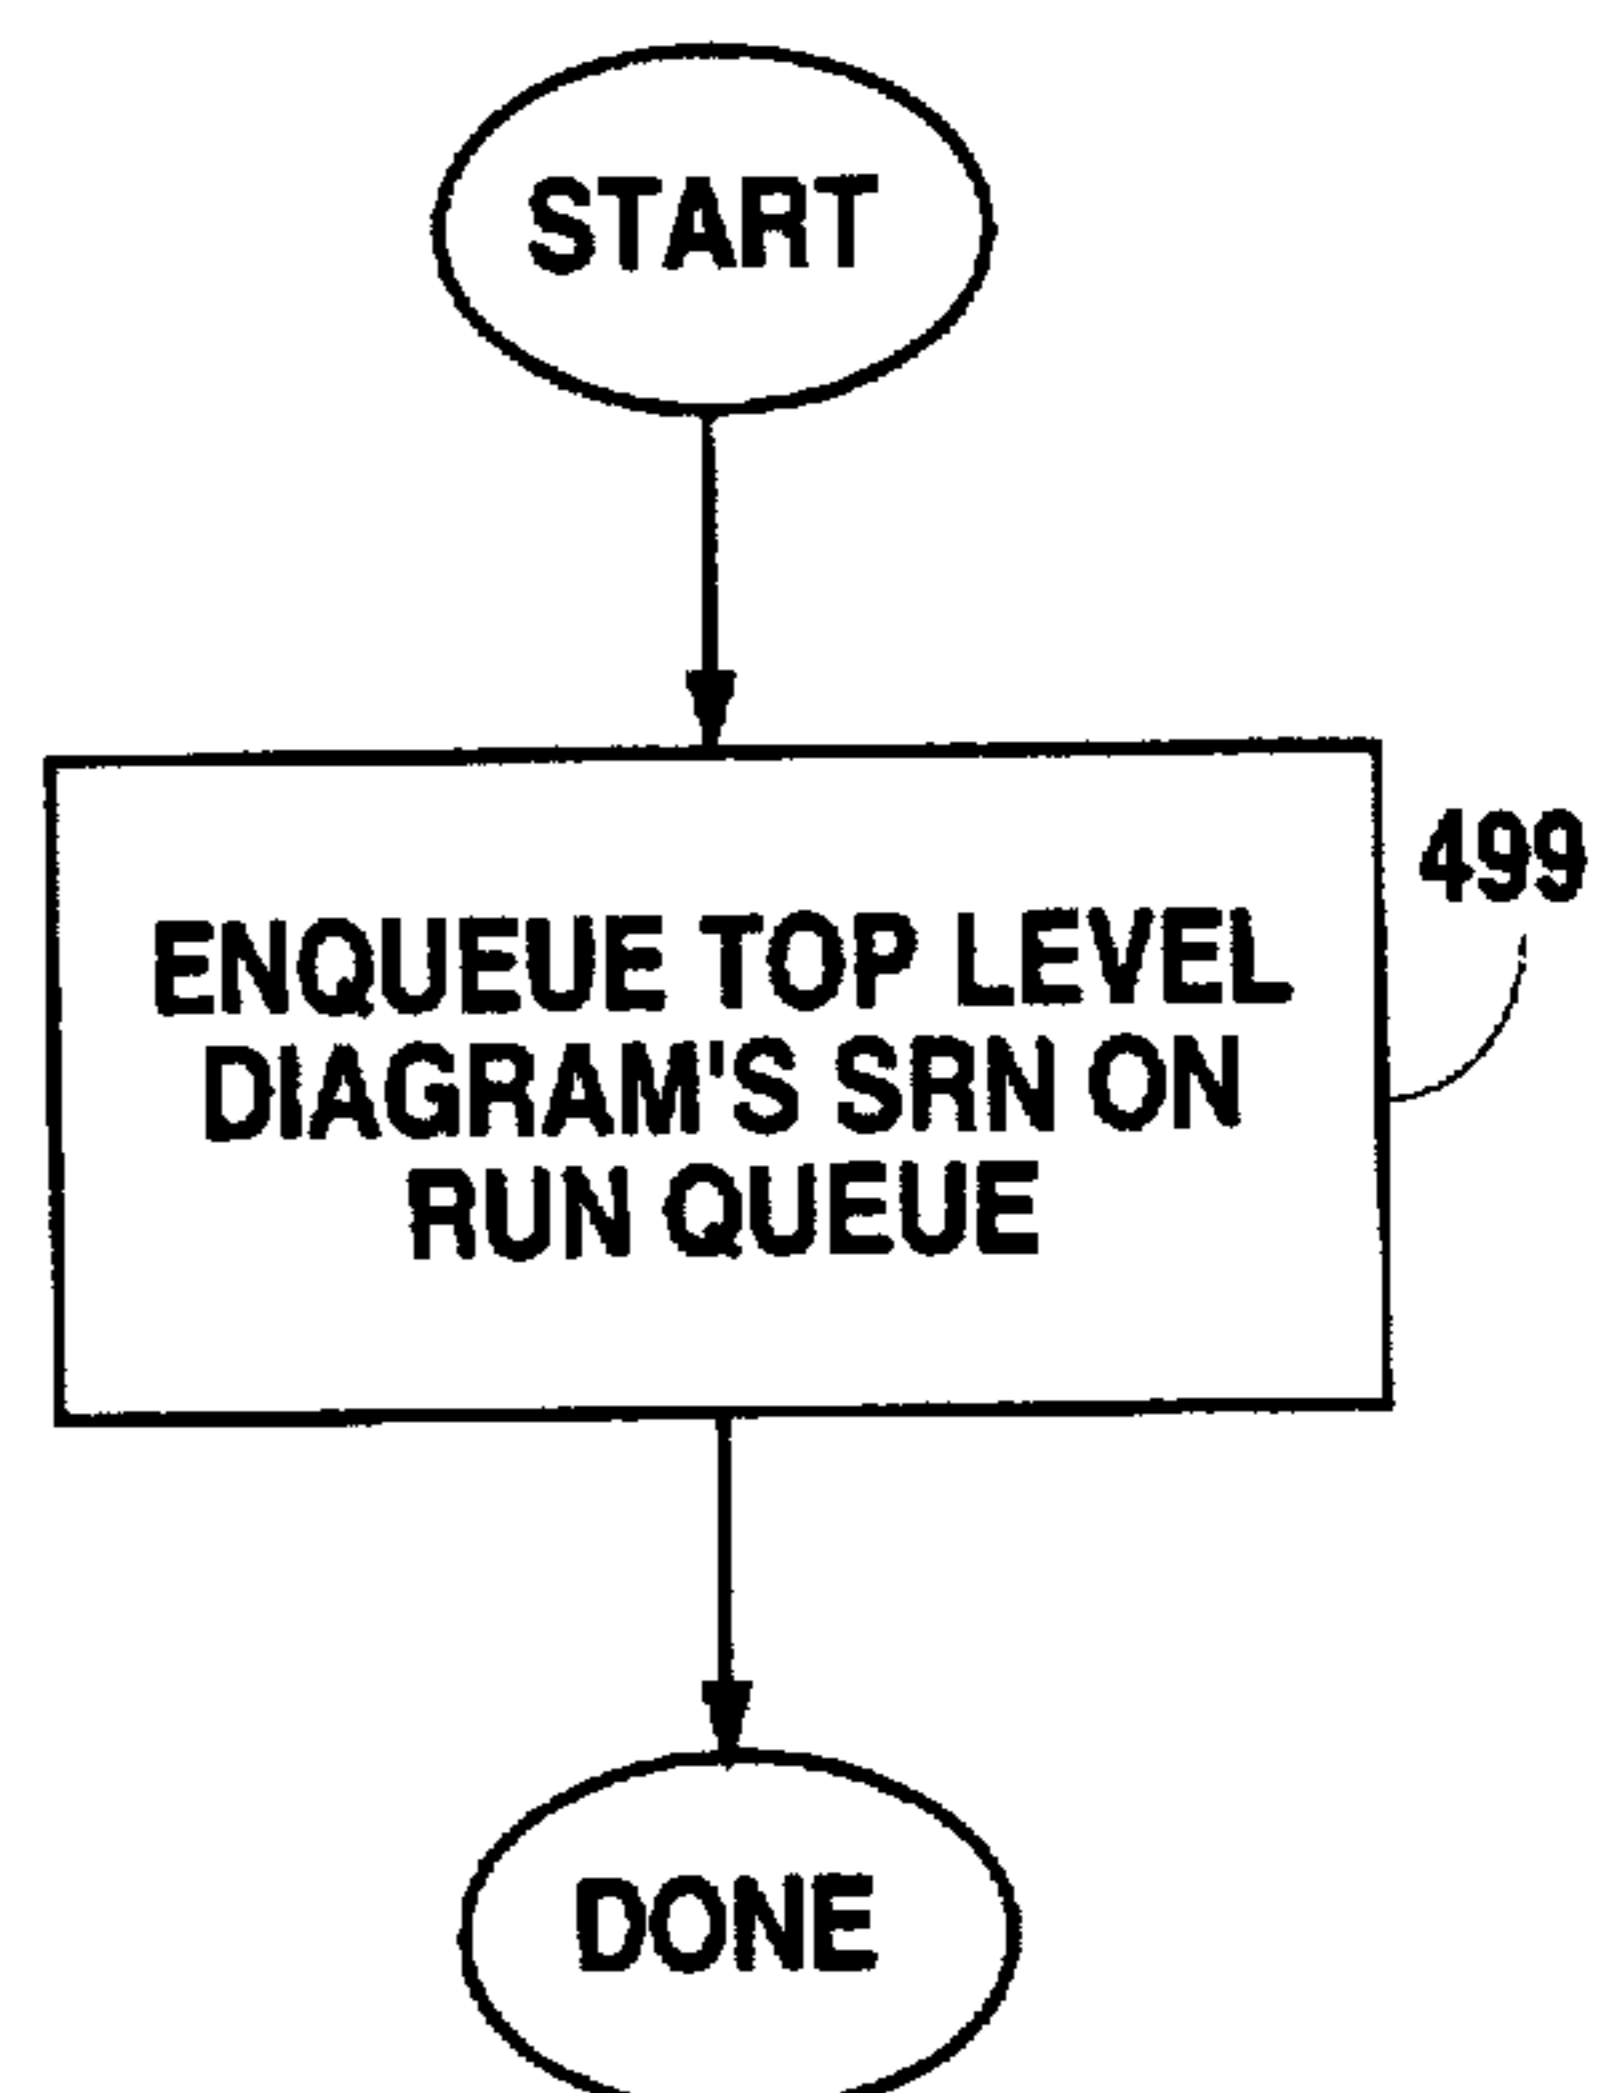 START
499
ENQUEUE TOP LEVEL
DIAGRAM'S SRN ON
RUN QUEUE
DONE